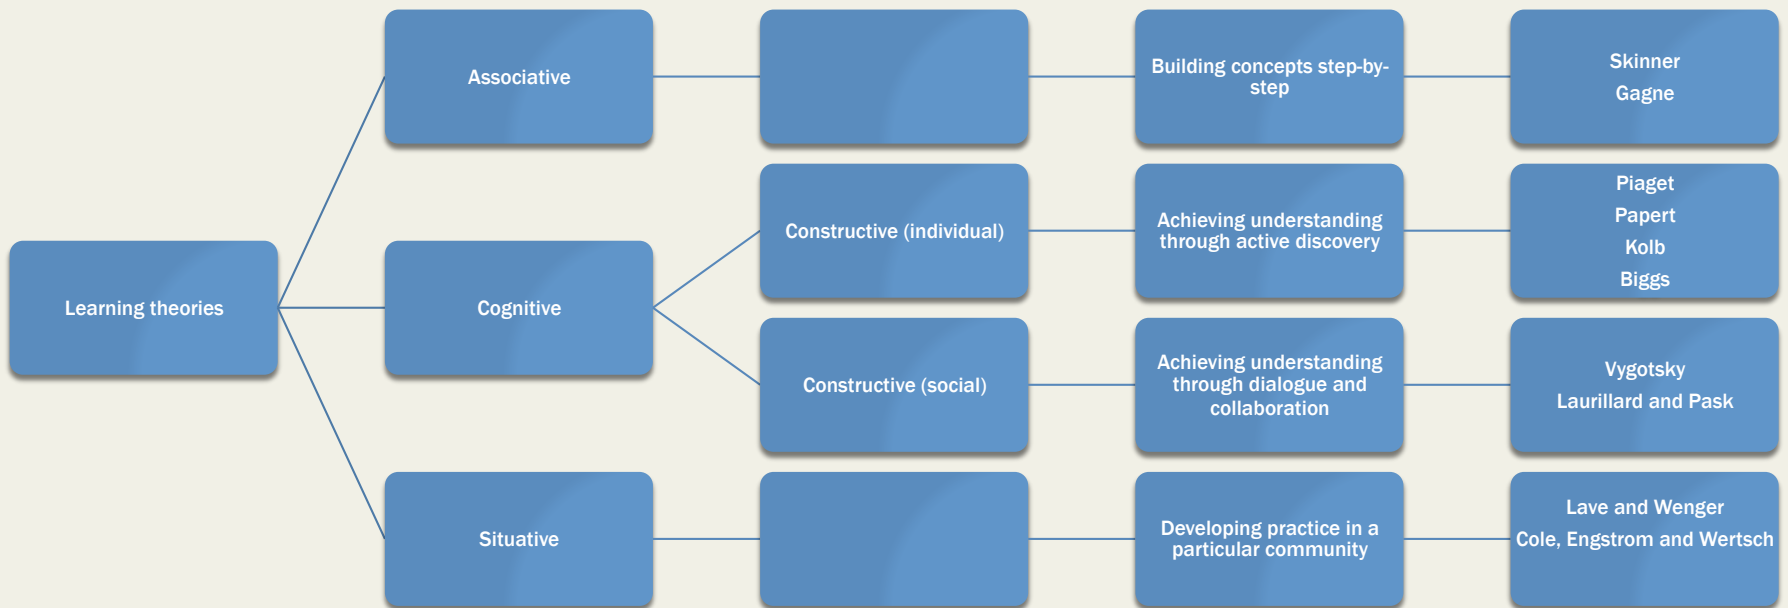 Associative
Building concepts step-by-
step
Skinner
Gagne
Learning theories
Cognitive
Constructive (individual)
Achieving understanding
through active discovery
Piaget
Papert
Kolb
Biggs
Constructive (social)
Achieving understanding
through dialogue and
collaboration
Vygotsky
Laurillard and Pask
Situative
Developing practice in a
particular community
Lave and Wenger
Cole, Engstrom and Wertsch